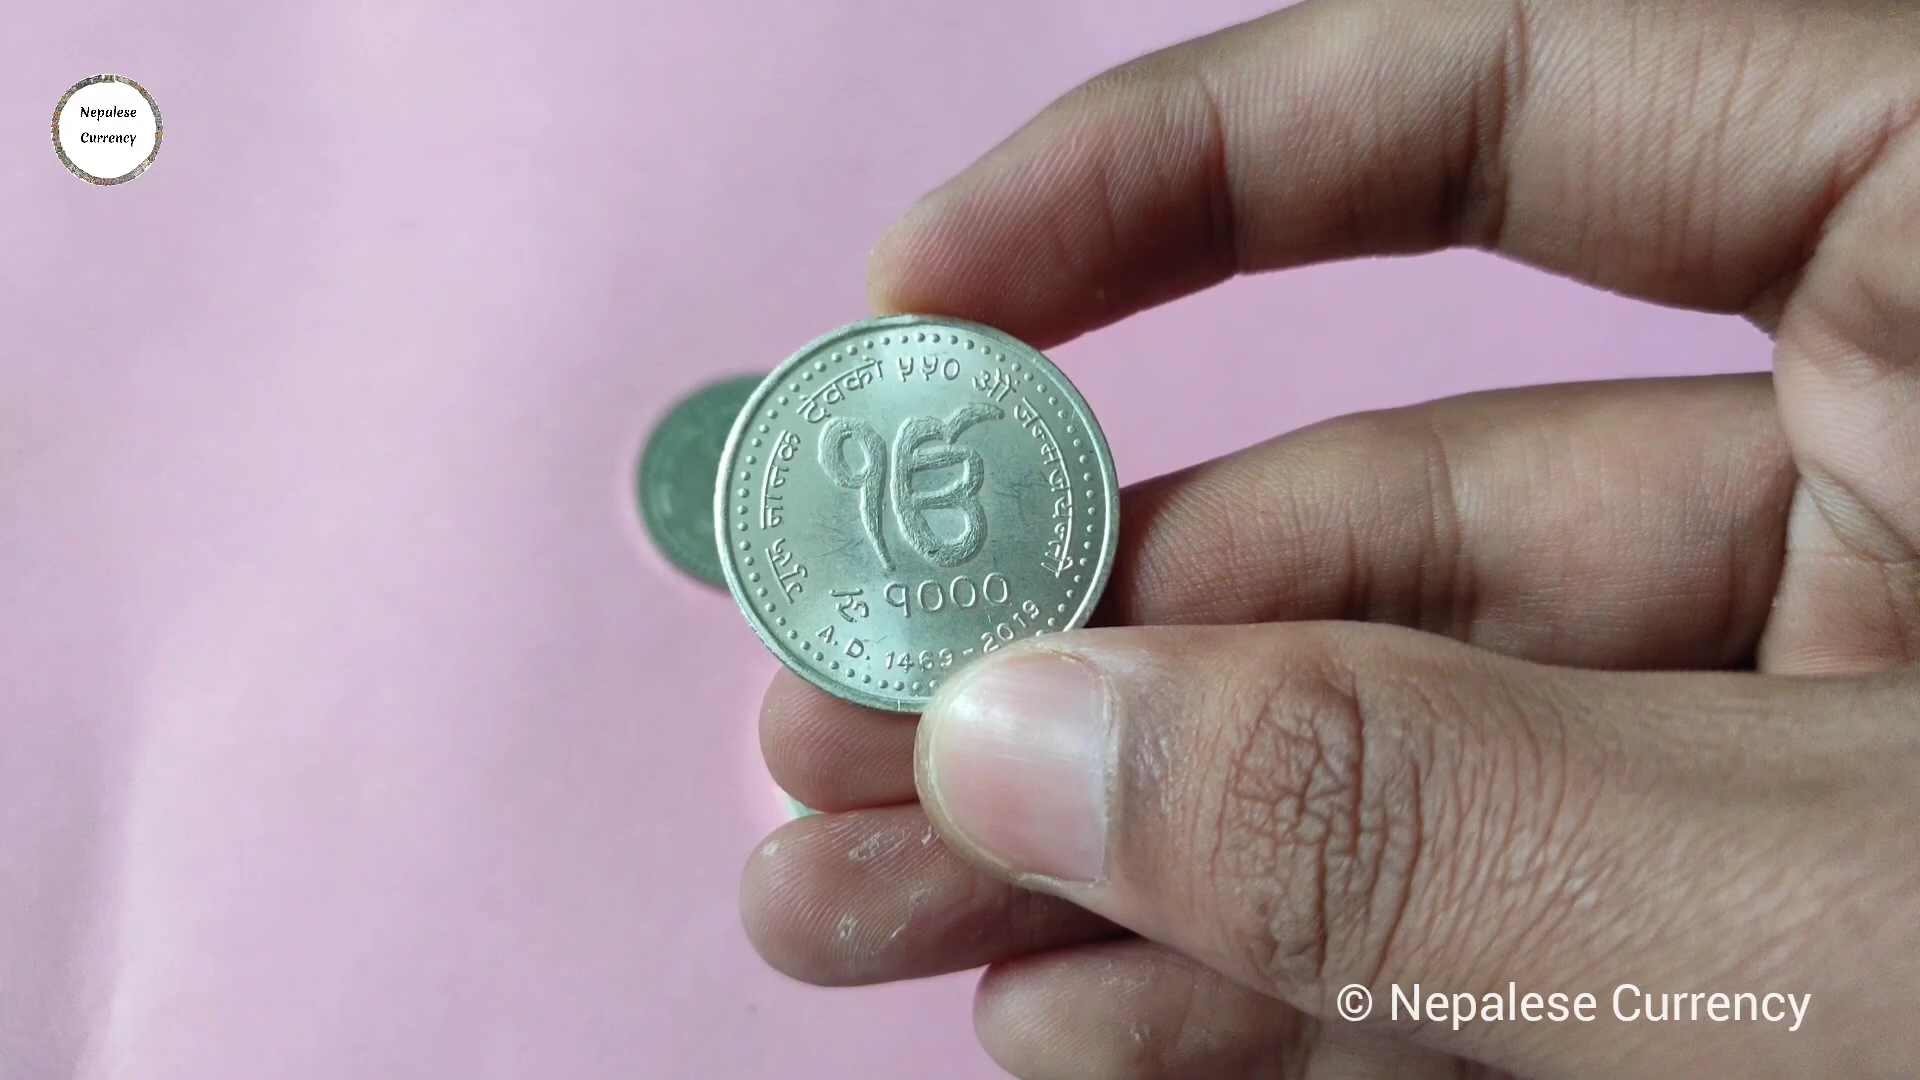 Nepalese
Currency
गुरू नानक देवको ५५० औं जन्मजयन्ती
ੴ
रू १०००
A. D. 1469 - 2019
© Nepalese Currency